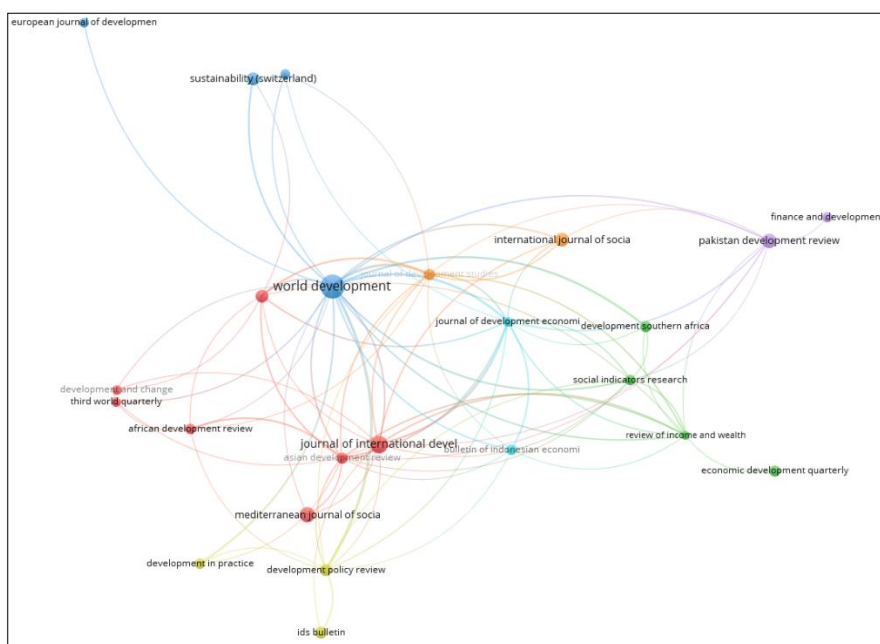 european journal of developmen
sustainability (switzerland)
finance and development
international journal of socia
pakistan development review
journal of development studies
world development
journal of development economi
development southern africa
social indicators research
development and change
third world quarterly
african development review
review of income and wealth
journal of international devel
bulletin of indonesian economi
asian development review
economic development quarterly
mediterranean journal of socia
development in practice
development policy review
ids bulletin